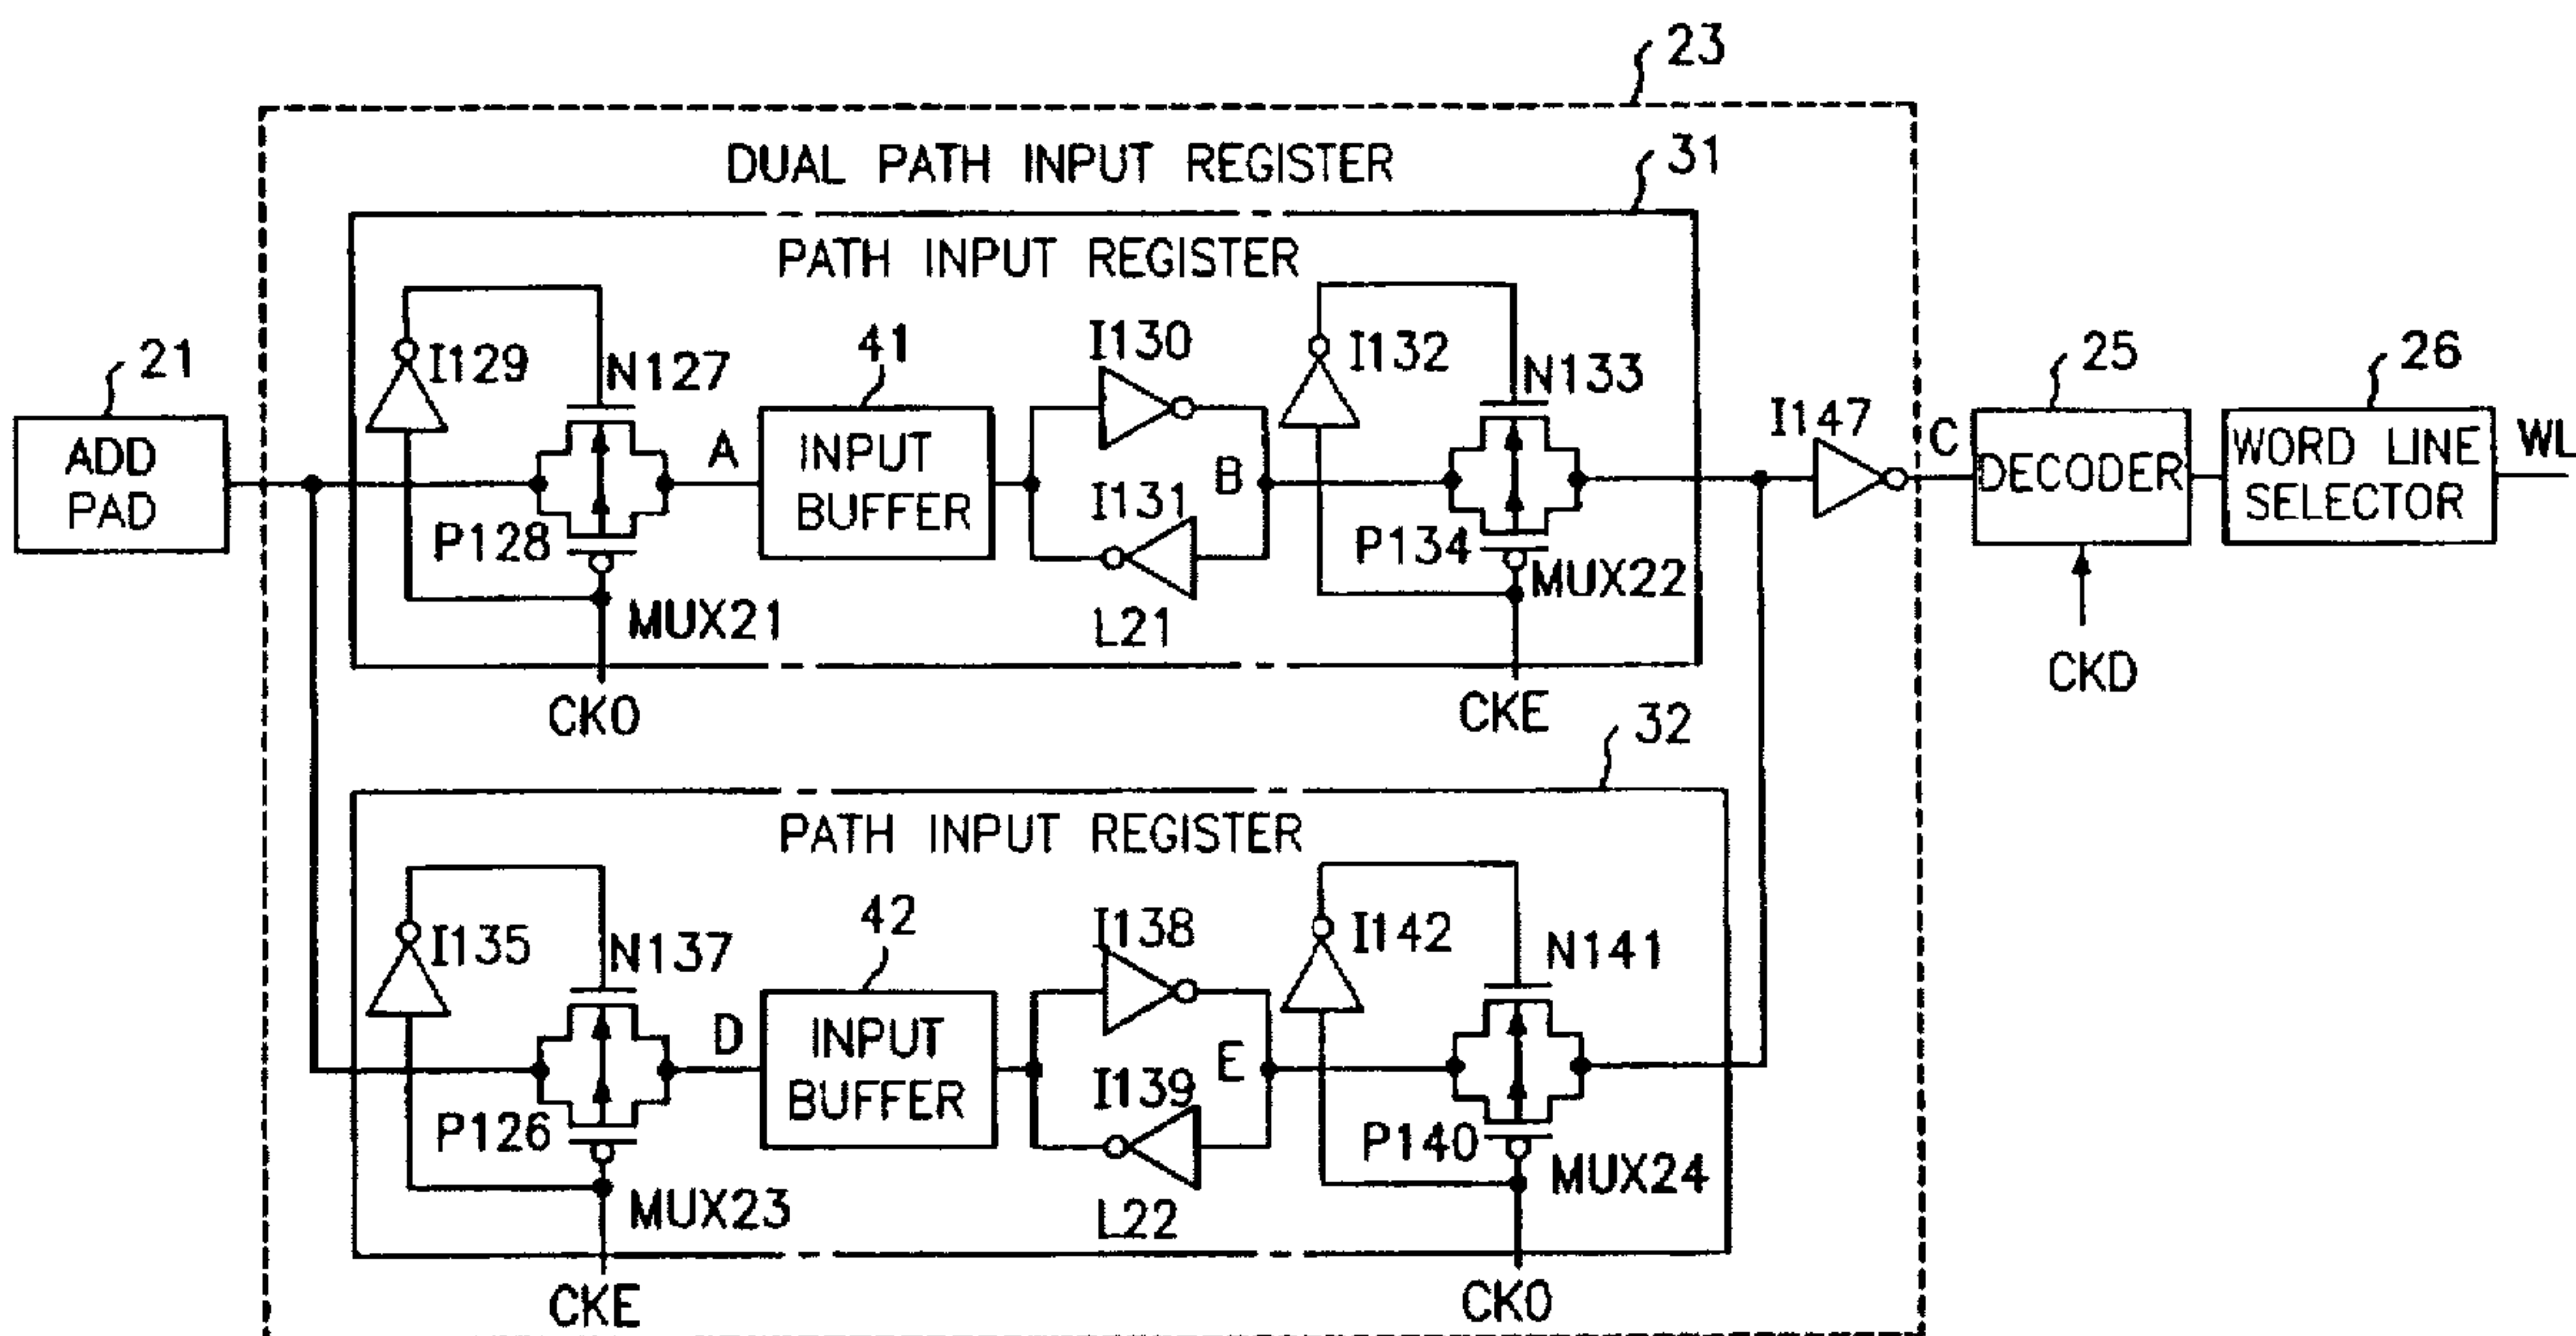 23
DUAL PATH INPUT REGISTER
31
PATH INPUT REGISTER
21
ADD
PAD
I129
N127
A
P128
MUX21
CKO
41
INPUT
BUFFER
I130
I131
B
L21
I132
N133
P134
MUX22
CKE
I147
C
25
DECODER
CKD
26
WORD LINE
SELECTOR
WL
32
PATH INPUT REGISTER
I135
N137
D
P126
MUX23
CKE
42
INPUT
BUFFER
I138
I139
E
L22
I142
N141
P140
MUX24
CKO